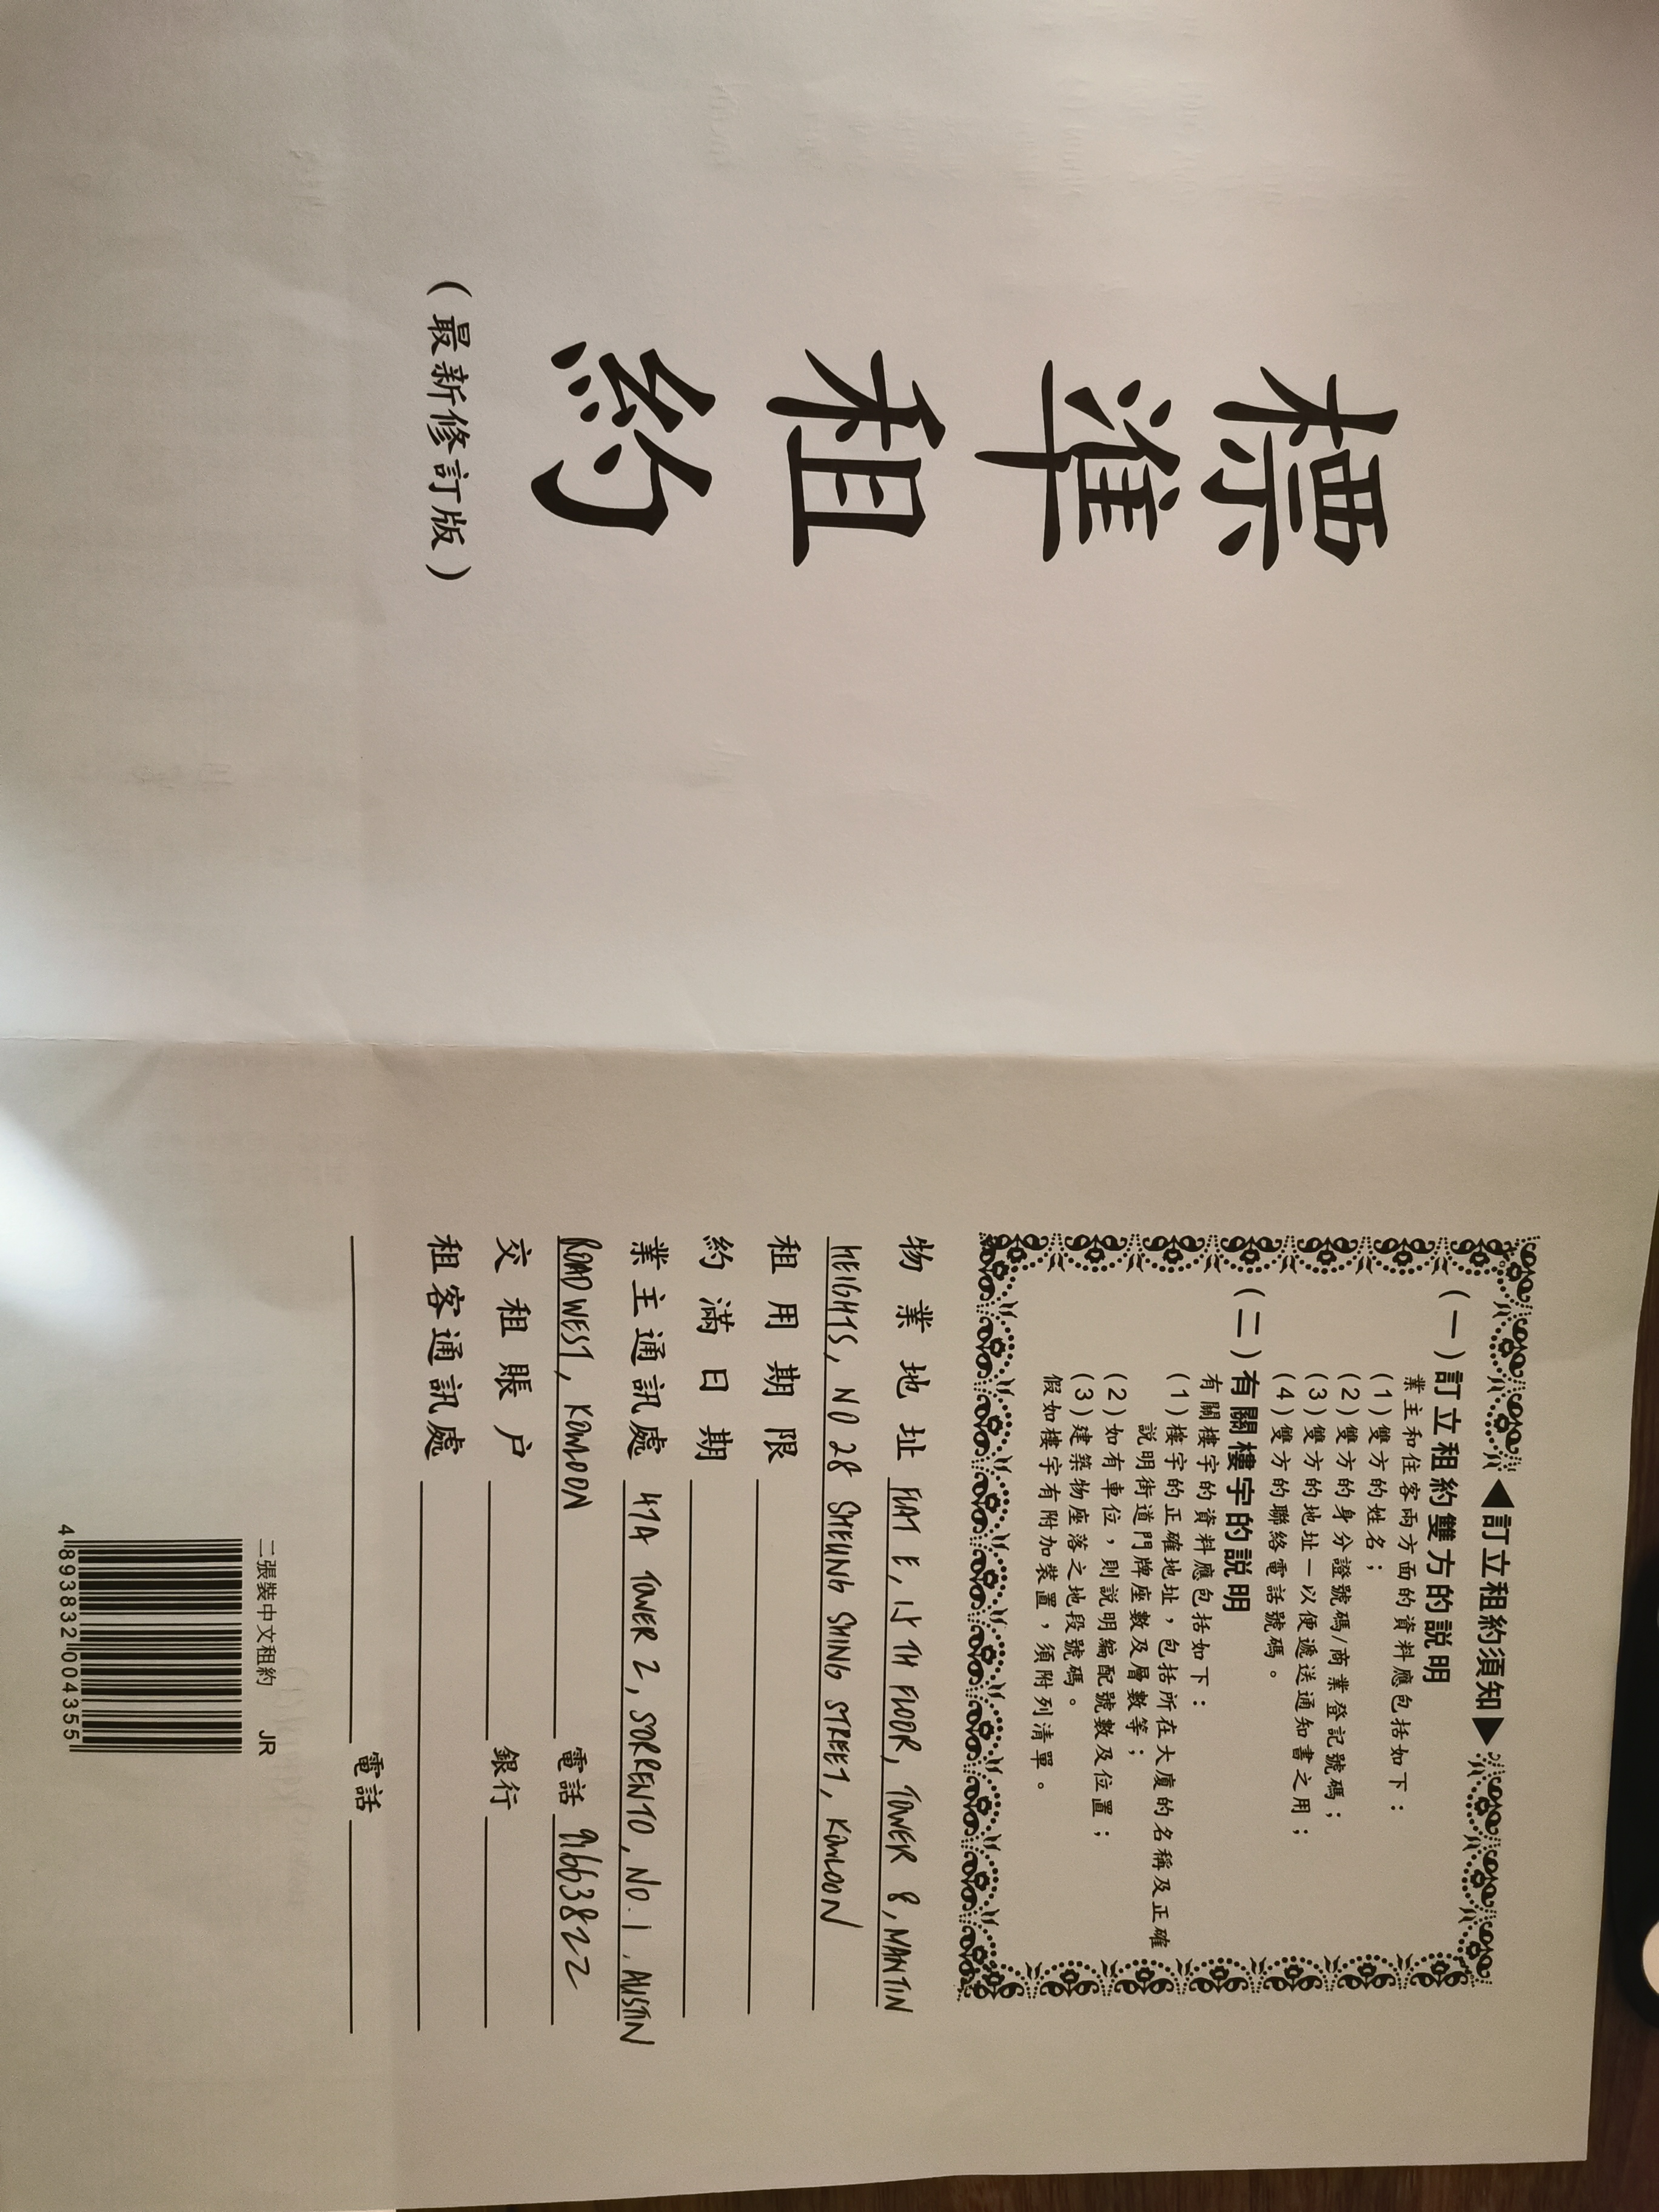 標準租約
（最新修訂版）
◀訂立租約須知▶
（一）訂立租約雙方的説明
業主和住客兩方面的資料應包括如下：
(1)雙方的姓名；
(2)雙方的身分證號碼/商業登記號碼；
(3)雙方的地址－以便遞送通知書之用；
(4)雙方的聯絡電話號碼。
（二）有關樓宇的説明
有關樓宇的資料應包括如下：
(1)樓宇的正確地址，包括所在大廈的名稱及正確
説明街道門牌座數及層數等；
(2)如有車位，則説明編配號數及位置；
(3)建築物座落之地段號碼。
假如樓宇有附加裝置，須附列清單。
物業地址 FLAT E, 15 TH FLOOR, TOWER 8, MANTIN
HEIGHTS, NO 28 SHEUNG SHING STREET, KOWLOON
租用期限
約滿日期
業主通訊處 47A TOWER 2, SORRENTO, NO. 1, AUSTIN
ROAD WEST, KOWLOON 電話 91663822
交租賬户 銀行
租客通訊處
電話
二張裝中文租約 JR
4 893832 004355